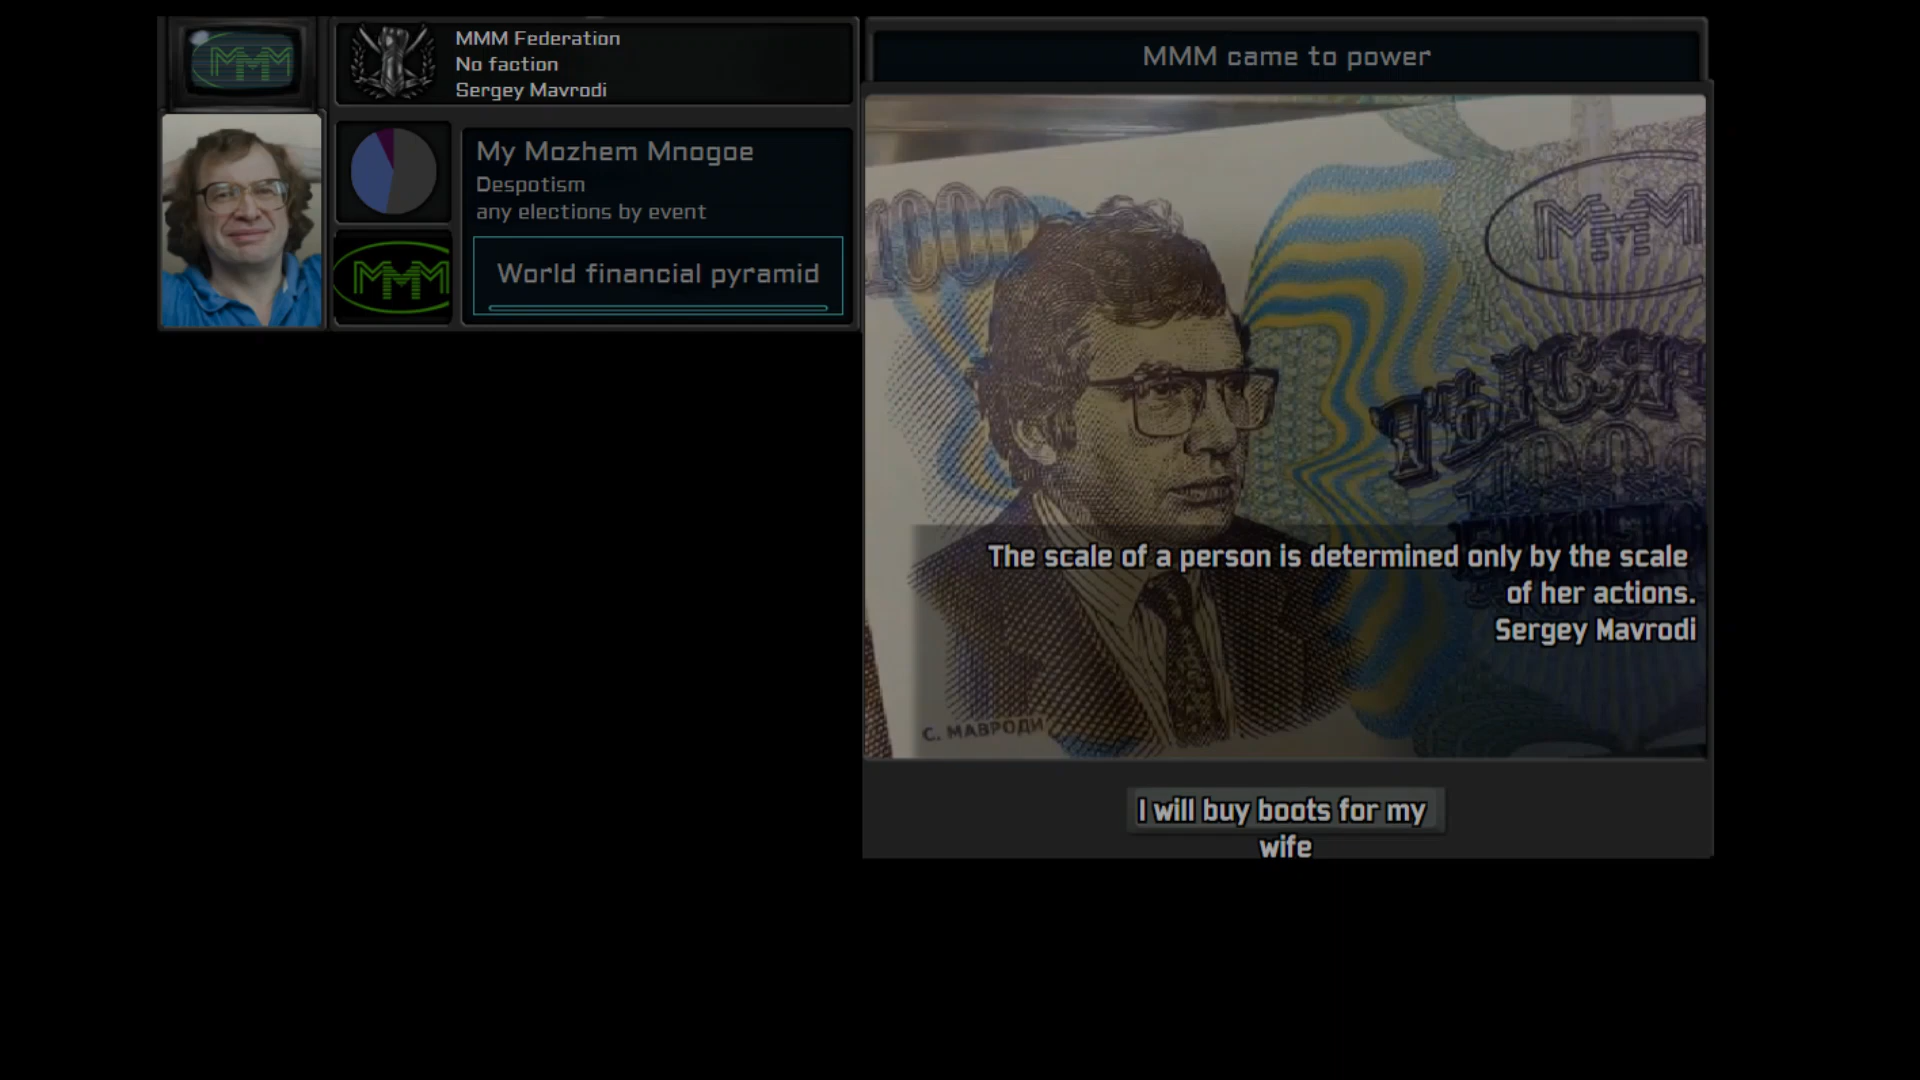 MMM
MMM Federation
No faction
Sergey Mavrodi
My Mozhem Mnogoe
Despotism
any elections by event
MMM
World financial pyramid
MMM came to power
1000
MMM
ТЫСЯЧ
The scale of a person is determined only by the scale
of her actions.
Sergey Mavrodi
С. МАВРОДИ
I will buy boots for my
wife